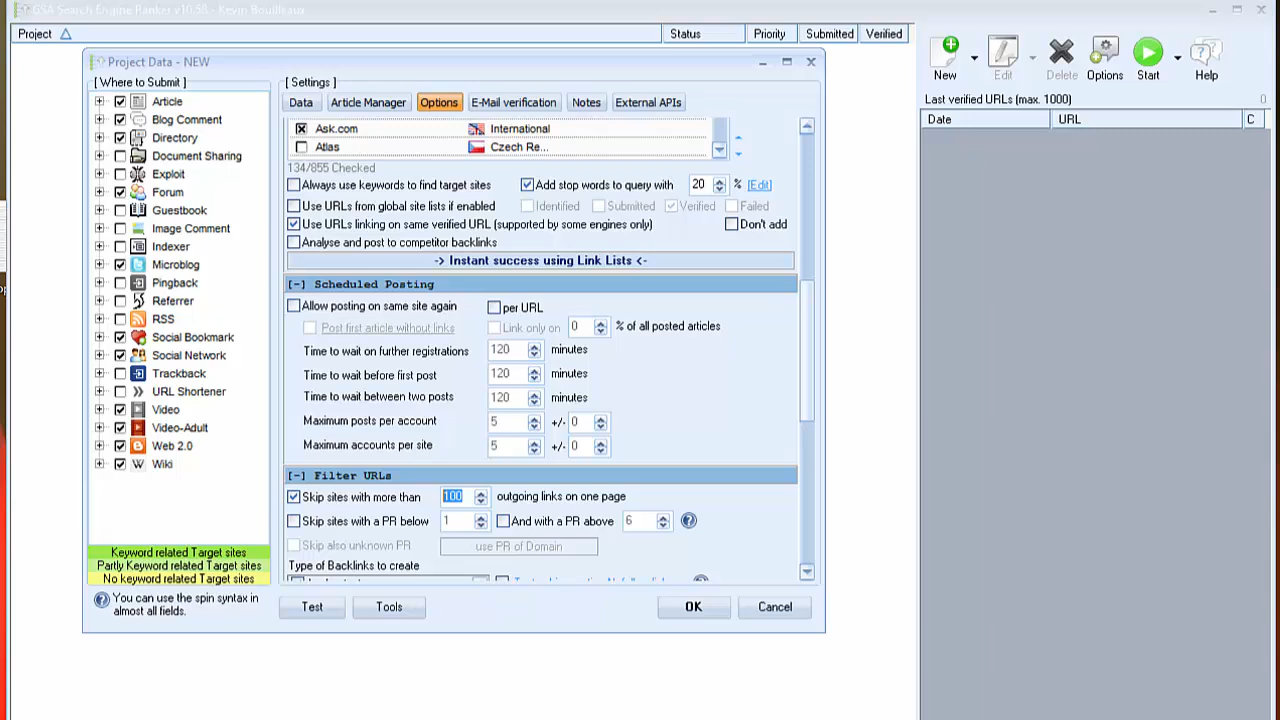 GSA Search Engine Ranker v10.58 - Kevin Bouilleaux
Project Status Priority Submitted Verified
New Edit Delete Options Start Help
Last verified URLs (max. 1000) 0
Date URL C
Project Data - NEW
[ Where to Submit ]
Article
Blog Comment
Directory
Document Sharing
Exploit
Forum
Guestbook
Image Comment
Indexer
Microblog
Pingback
Referrer
RSS
Social Bookmark
Social Network
Trackback
URL Shortener
Video
Video-Adult
Web 2.0
Wiki
Keyword related Target sites
Partly Keyword related Target sites
No keyword related Target sites
You can use the spin syntax in
almost all fields.
[ Settings ]
Data Article Manager Options E-Mail verification Notes External APIs
Ask.com International
Atlas Czech Re...
134/855 Checked
Always use keywords to find target sites Add stop words to query with 20 % [Edit]
Use URLs from global site lists if enabled Identified Submitted Verified Failed
Use URLs linking on same verified URL (supported by some engines only) Don't add
Analyse and post to competitor backlinks
-> Instant success using Link Lists <-
[-] Scheduled Posting
Allow posting on same site again per URL
Post first article without links Link only on 0 % of all posted articles
Time to wait on further registrations 120 minutes
Time to wait before first post 120 minutes
Time to wait between two posts 120 minutes
Maximum posts per account 5 +/- 0
Maximum accounts per site 5 +/- 0
[-] Filter URLs
Skip sites with more than 100 outgoing links on one page
Skip sites with a PR below 1 And with a PR above 6
Skip also unknown PR use PR of Domain
Type of Backlinks to create
Test Tools OK Cancel